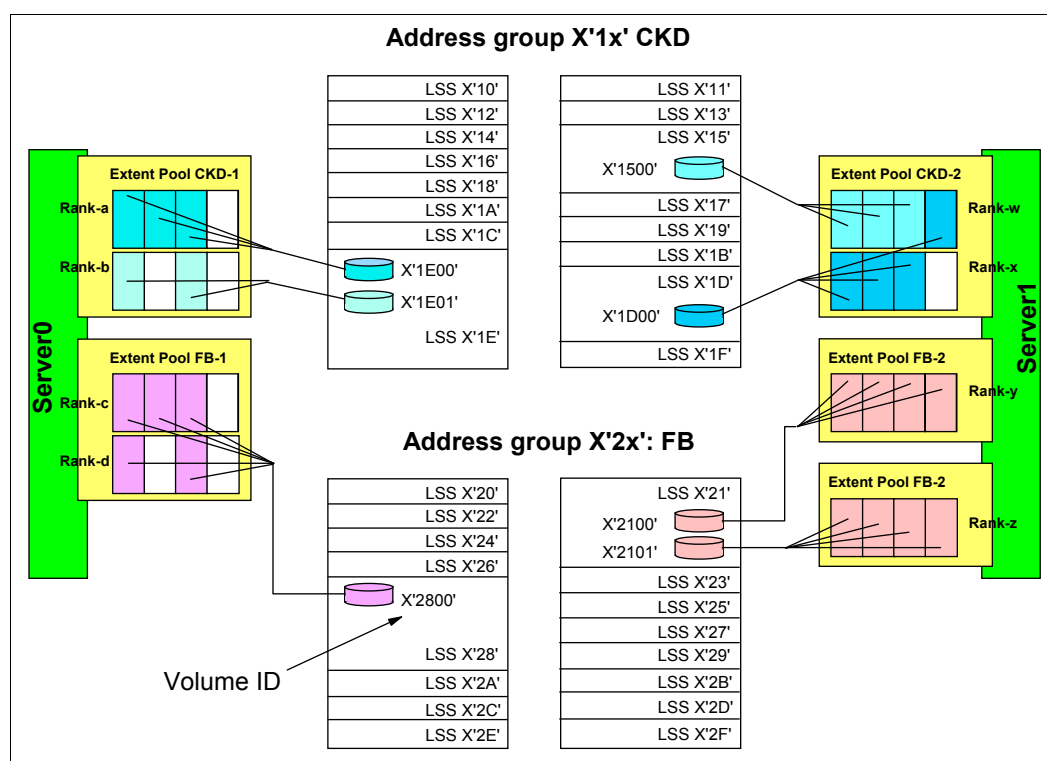 Address group X'1x' CKD
Server0
Extent Pool CKD-1
Rank-a
Rank-b
Extent Pool FB-1
Rank-c
Rank-d
LSS X'10'
LSS X'12'
LSS X'14'
LSS X'16'
LSS X'18'
LSS X'1A'
LSS X'1C'
X'1E00'
X'1E01'
LSS X'1E'
LSS X'11'
LSS X'13'
LSS X'15'
X'1500'
LSS X'17'
LSS X'19'
LSS X'1B'
LSS X'1D'
X'1D00'
LSS X'1F'
Extent Pool CKD-2
Rank-w
Rank-x
Server1
Extent Pool FB-2
Rank-y
Extent Pool FB-2
Rank-z
Address group X'2x': FB
LSS X'20'
LSS X'22'
LSS X'24'
LSS X'26'
X'2800'
LSS X'28'
LSS X'2A'
LSS X'2C'
LSS X'2E'
Volume ID
LSS X'21'
X'2100'
X'2101'
LSS X'23'
LSS X'25'
LSS X'27'
LSS X'29'
LSS X'2B'
LSS X'2D'
LSS X'2F'